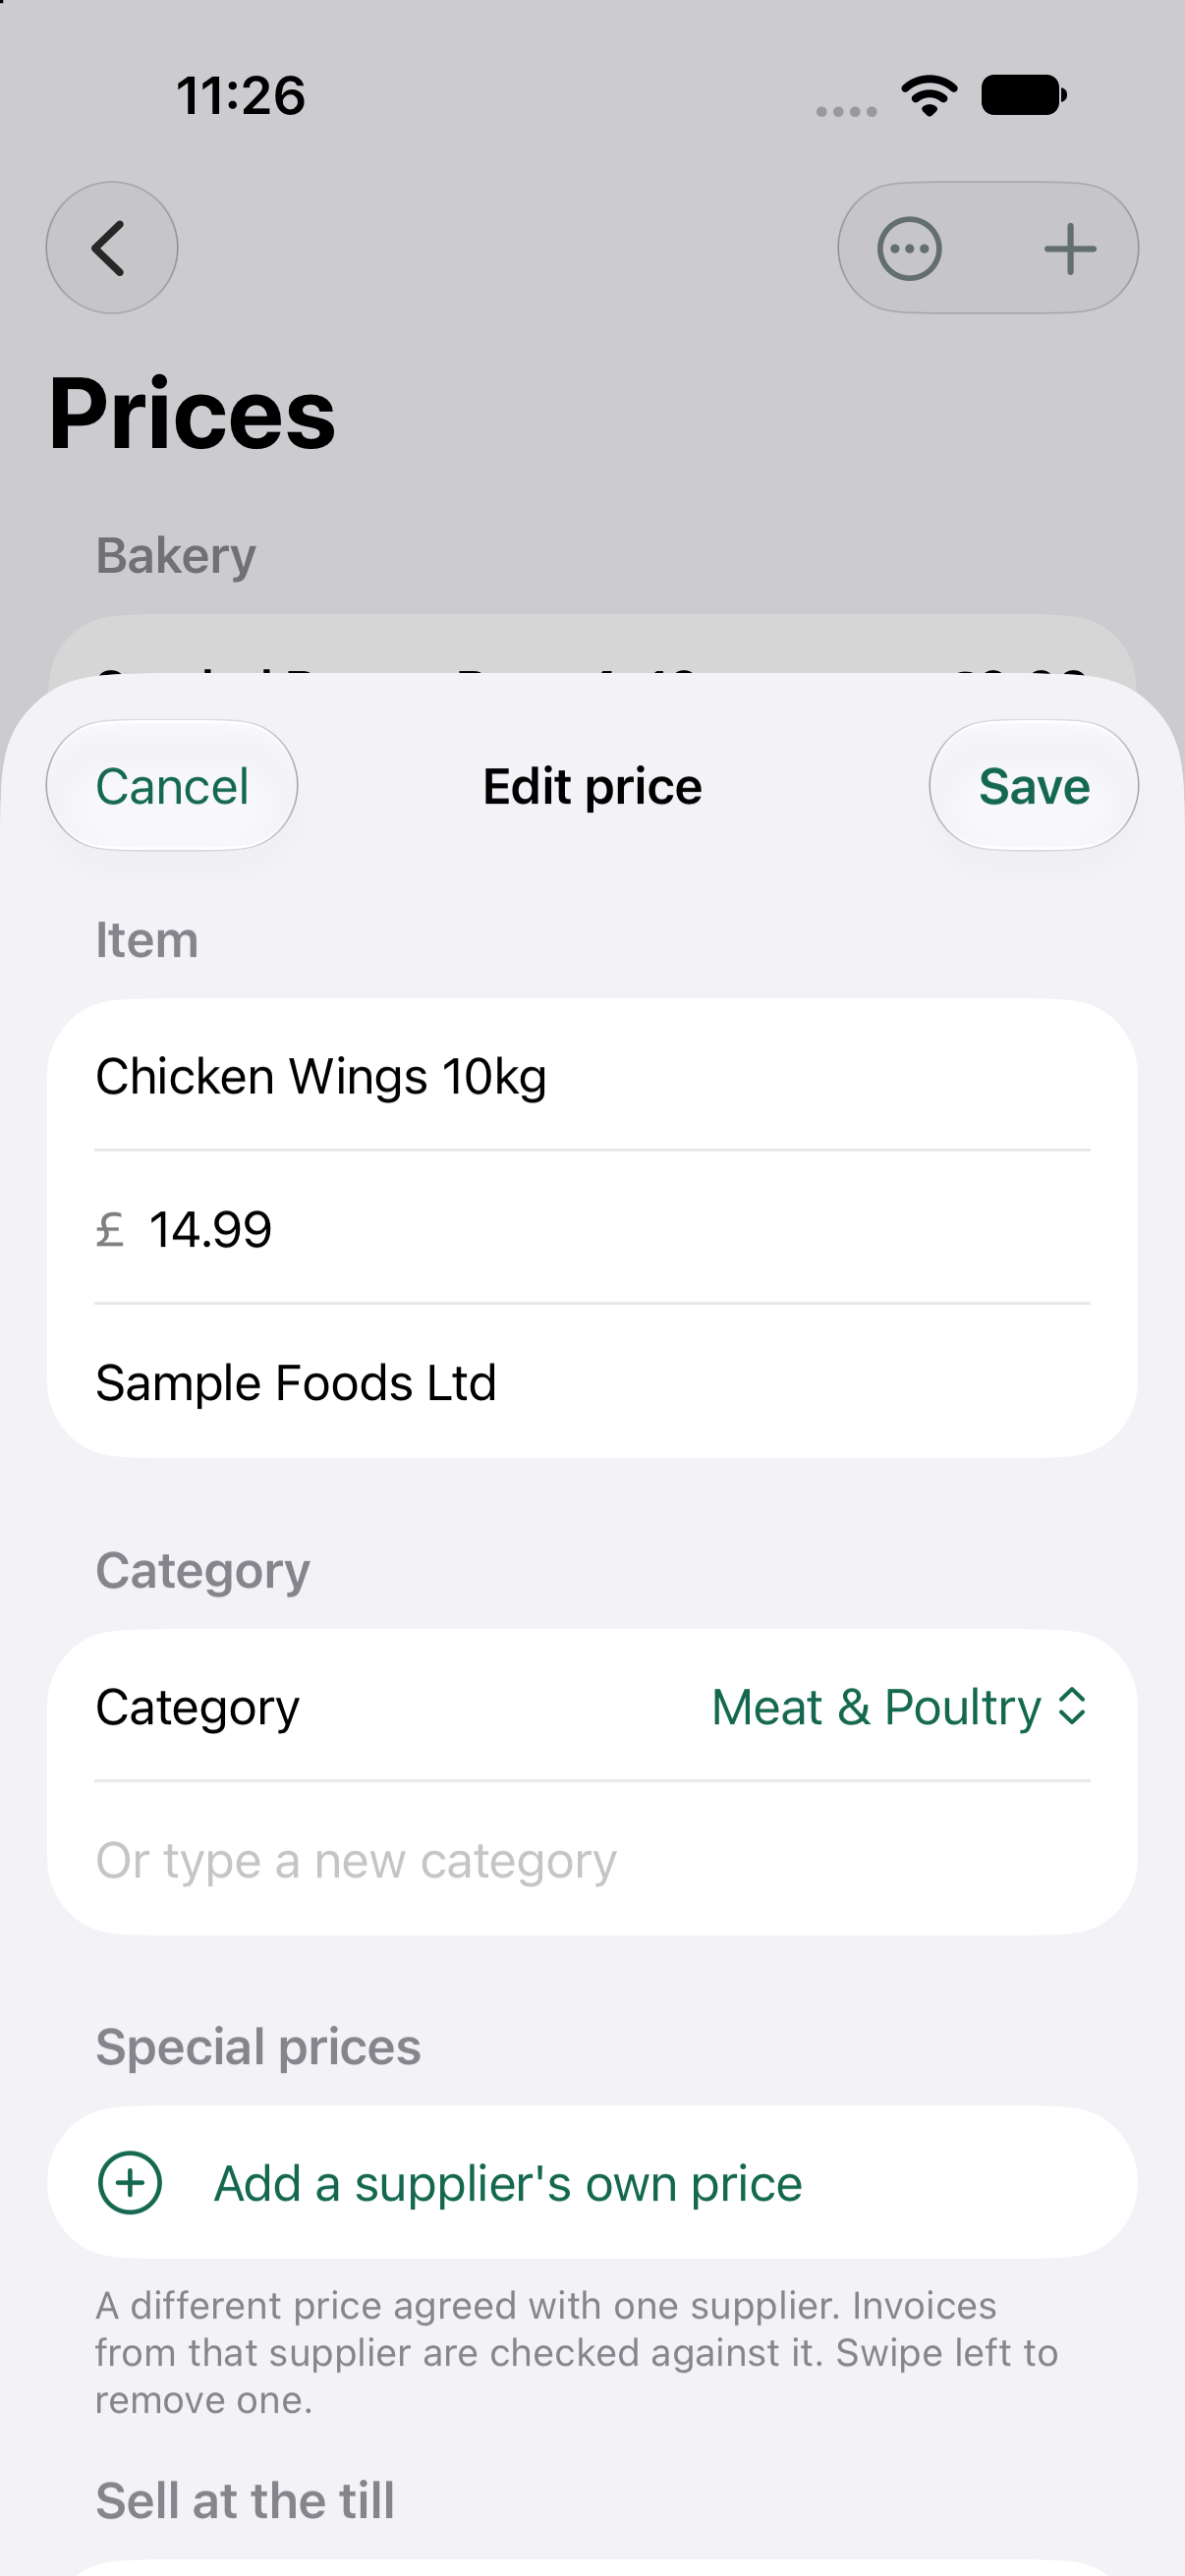 11:26
Prices
Bakery
Cancel
Edit price
Save
Item
Chicken Wings 10kg
£ 14.99
Sample Foods Ltd
Category
Category
Meat & Poultry
Or type a new category
Special prices
Add a supplier's own price
A different price agreed with one supplier. Invoices
from that supplier are checked against it. Swipe left to
remove one.
Sell at the till